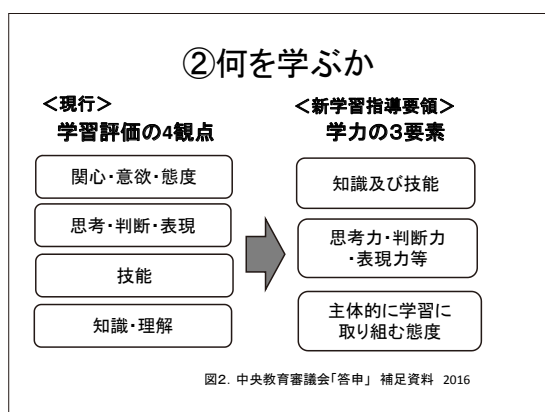 ②何を学ぶか
<現行>
学習評価の4観点
関心・意欲・態度
思考・判断・表現
技能
知識・理解
<新学習指導要領>
学力の3要素
知識及び技能
思考力・判断力
・表現力等
主体的に学習に
取り組む態度
図2. 中央教育審議会「答申」 補足資料 2016